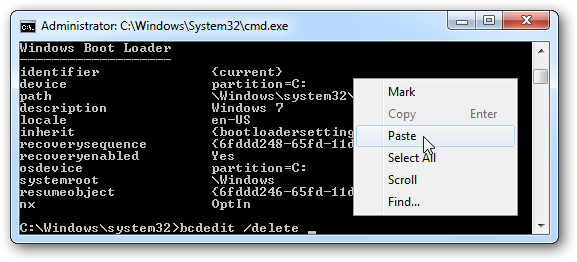 Administrator: C:\Windows\System32\cmd.exe
Windows Boot Loader
-------------------
identifier {current}
device partition=C:
path \Windows\system32\
description Windows 7
locale en-US
inherit {bootloadersetting
recoverysequence {6fddd248-65fd-11d
recoveryenabled Yes
osdevice partition=C:
systemroot \Windows
resumeobject {6fddd246-65fd-11d
nx OptIn
C:\Windows\system32>bcdedit /delete _
Mark
Copy Enter
Paste
Select All
Scroll
Find...